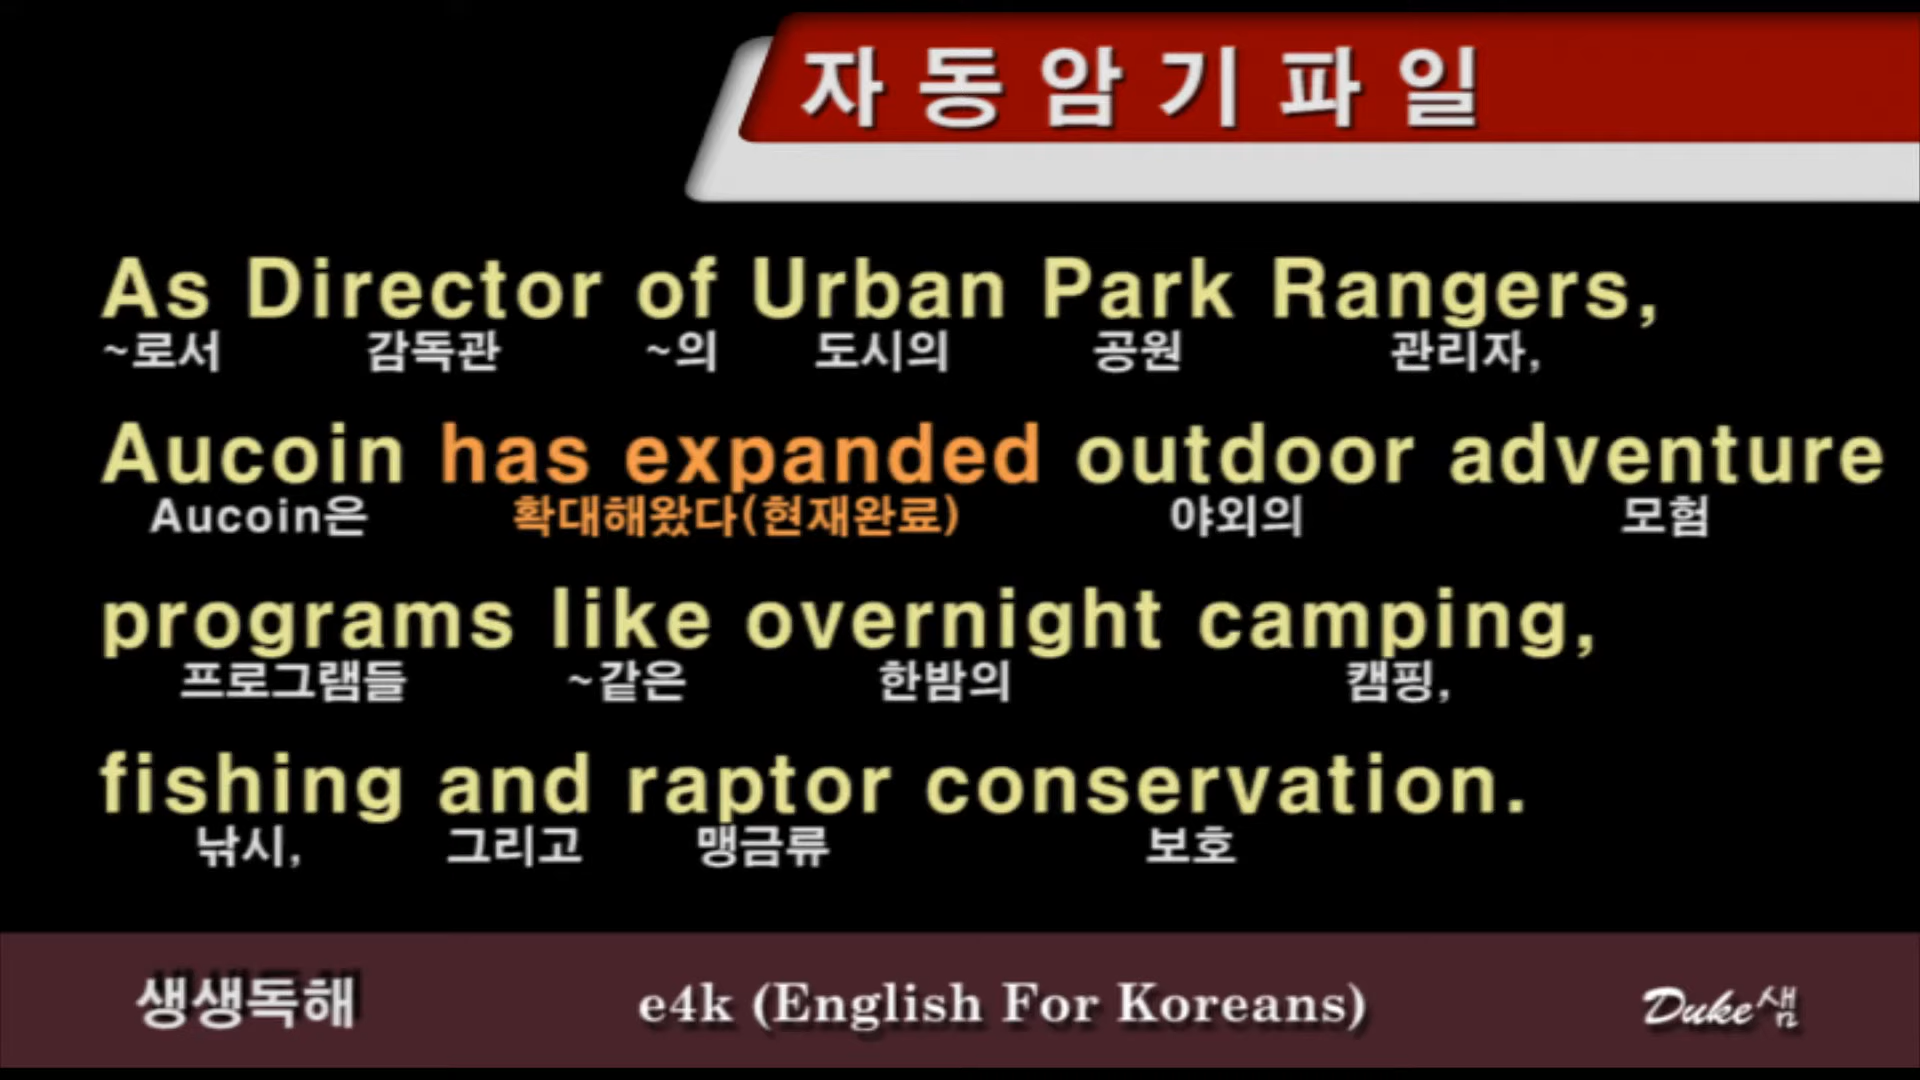 자동암기파일
As Director of Urban Park Rangers,
~로서 감독관 ~의 도시의 공원 관리자,
Aucoin has expanded outdoor adventure
Aucoin은 확대해왔다(현재완료) 야외의 모험
programs like overnight camping,
프로그램들 ~같은 한밤의 캠핑,
fishing and raptor conservation.
낚시, 그리고 맹금류 보호
생생독해 e4k (English For Koreans) Duke샘